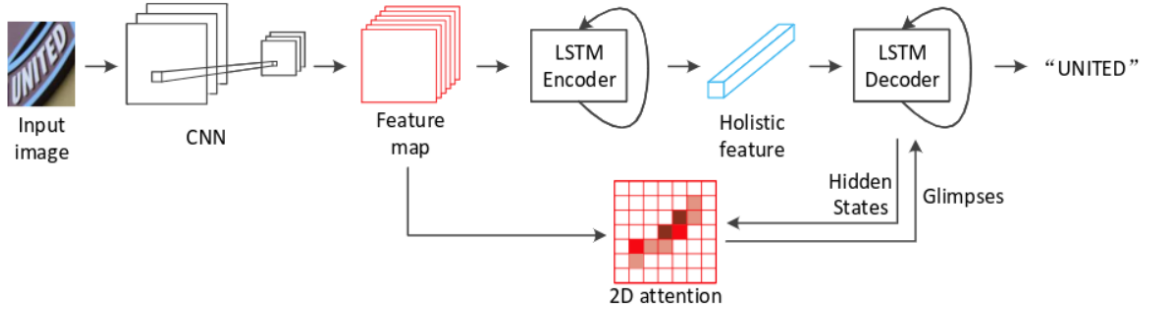 UNITED
Input
image
CNN
Feature
map
LSTM
Encoder
Holistic
feature
LSTM
Decoder
“UNITED”
Hidden
States
Glimpses
2D attention